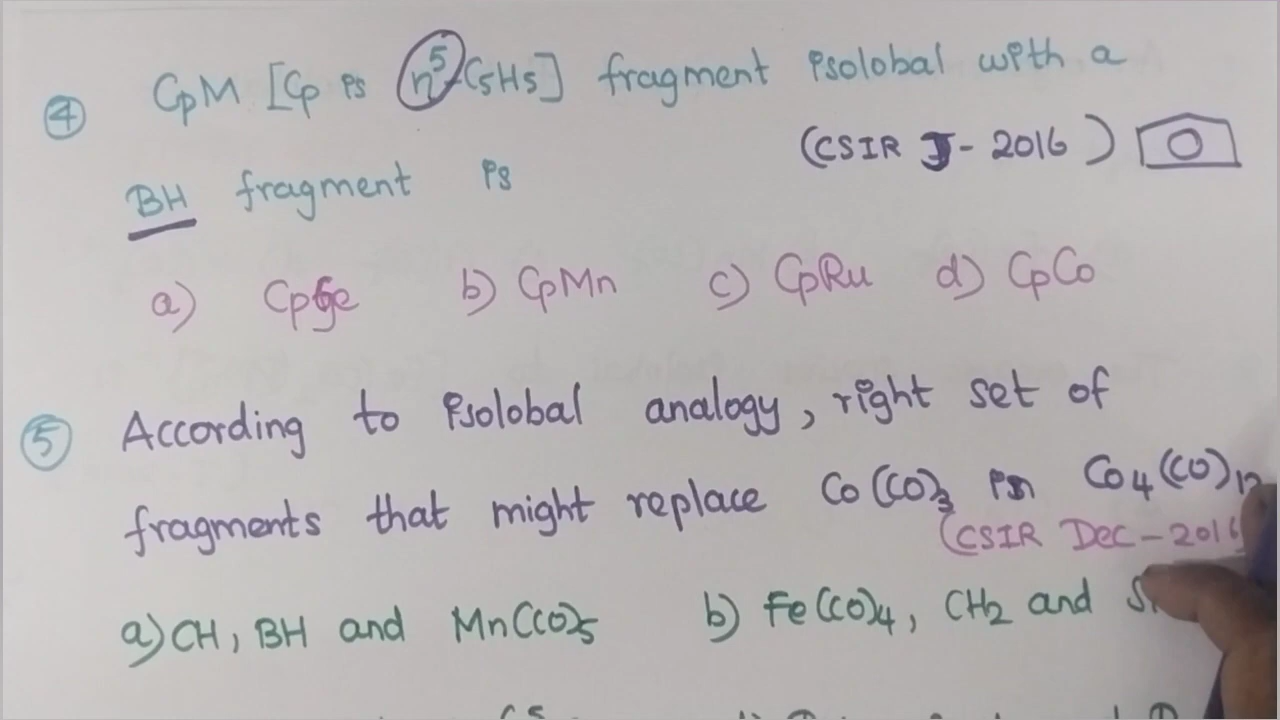 ④ CpM [Cp is η⁵-C5H5] fragment isolobal with a
(CSIR J - 2016)
BH fragment is
a) CpGe b) CpMn c) CpRu d) CpCo
⑤ According to isolobal analogy, right set of
fragments that might replace Co(CO)3 in Co4(CO)12
(CSIR Dec - 2016)
a) CH, BH and Mn(CO)5 b) Fe(CO)4, CH2 and